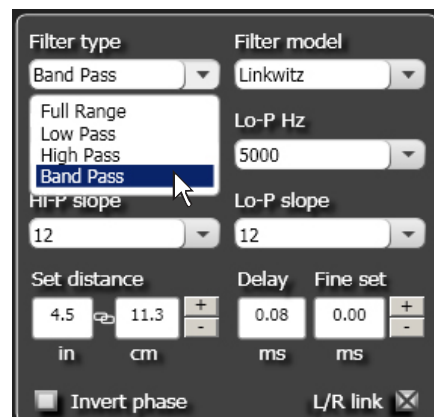 Filter type Filter model
Band Pass Linkwitz
Full Range
Low Pass
High Pass
Band Pass
Lo-P Hz
5000
Hi-P slope Lo-P slope
12 12
Set distance Delay Fine set
4.5 11.3 + - 0.08 0.00 + -
in cm ms ms
Invert phase L/R link